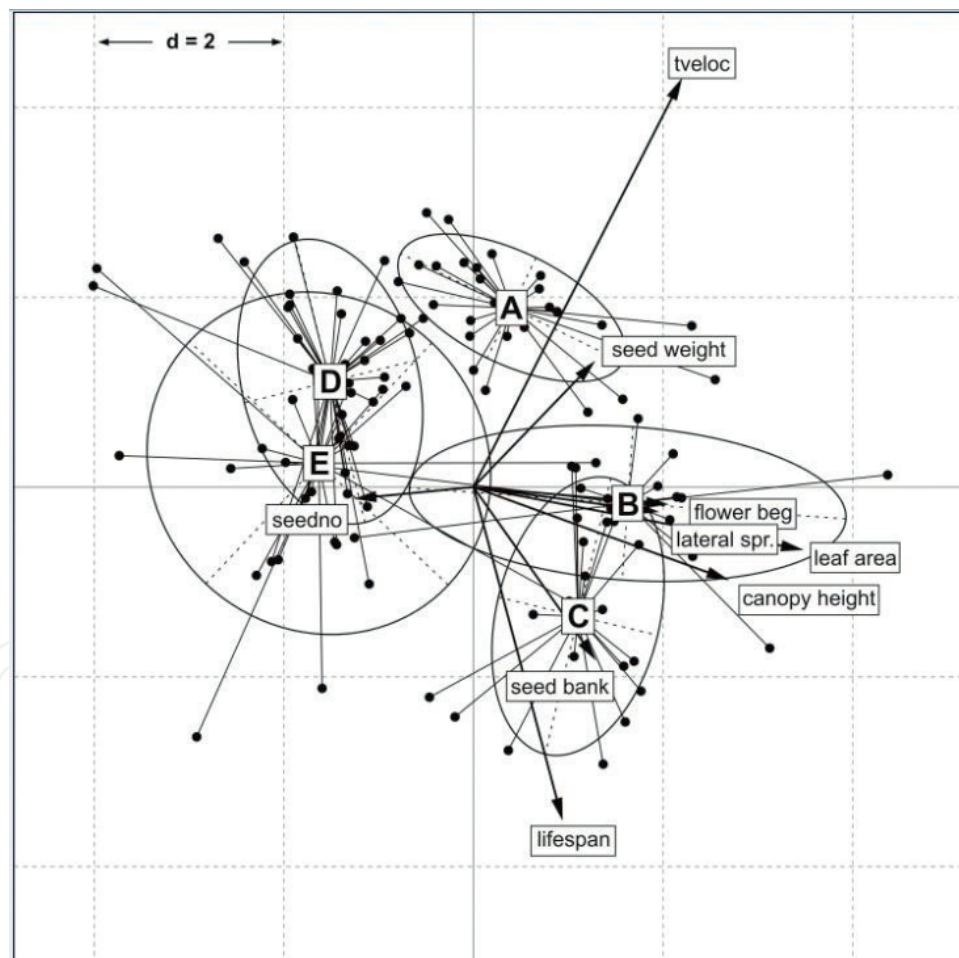 d = 2
tveloc
A
seed weight
D
E
B
seedno
flower beg
lateral spr.
leaf area
canopy height
C
seed bank
lifespan